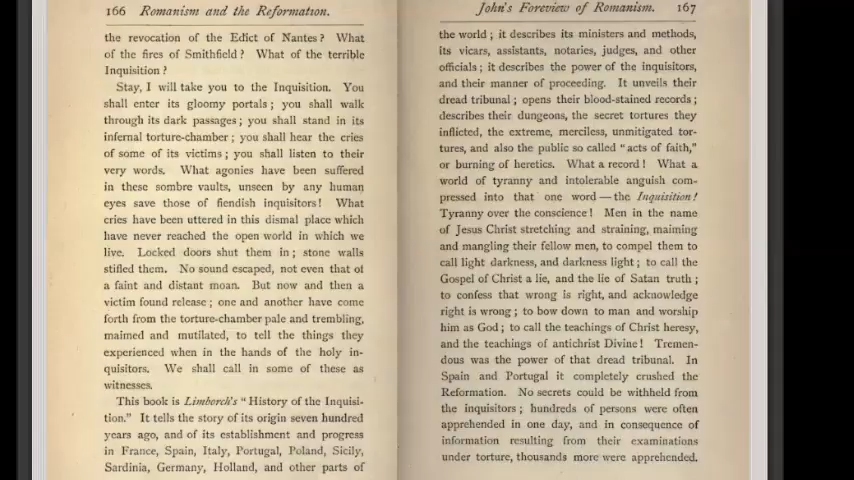 166 Romanism and the Reformation.
the revocation of the Edict of Nantes? What
of the fires of Smithfield? What of the terrible
Inquisition?
Stay, I will take you to the Inquisition. You
shall enter its gloomy portals; you shall walk
through its dark passages; you shall stand in its
infernal torture-chamber; you shall hear the cries
of some of its victims; you shall listen to their
very words. What agonies have been suffered
in these sombre vaults, unseen by any human
eyes save those of fiendish inquisitors! What
cries have been uttered in this dismal place which
have never reached the open world in which we
live. Locked doors shut them in; stone walls
stifled them. No sound escaped, not even that of
a faint and distant moan. But now and then a
victim found release; one and another have come
forth from the torture-chamber pale and trembling,
maimed and mutilated, to tell the things they
experienced when in the hands of the holy in-
quisitors. We shall call in some of these as
witnesses.
This book is Limborch's "History of the Inquisi-
tion." It tells the story of its origin seven hundred
years ago, and of its establishment and progress
in France, Spain, Italy, Portugal, Poland, Sicily,
Sardinia, Germany, Holland, and other parts of
John's Foreview of Romanism. 167
the world; it describes its ministers and methods,
its vicars, assistants, notaries, judges, and other
officials; it describes the power of the inquisitors,
and their manner of proceeding. It unveils their
dread tribunal; opens their blood-stained records;
describes their dungeons, the secret tortures they
inflicted, the extreme, merciless, unmitigated tor-
tures, and also the public so called "acts of faith,"
or burning of heretics. What a record! What a
world of tyranny and intolerable anguish com-
pressed into that one word—the Inquisition!
Tyranny over the conscience! Men in the name
of Jesus Christ stretching and straining, maiming
and mangling their fellow men, to compel them to
call light darkness, and darkness light; to call the
Gospel of Christ a lie, and the lie of Satan truth;
to confess that wrong is right, and acknowledge
right is wrong; to bow down to man and worship
him as God; to call the teachings of Christ heresy,
and the teachings of antichrist Divine! Tremen-
dous was the power of that dread tribunal. In
Spain and Portugal it completely crushed the
Reformation. No secrets could be withheld from
the inquisitors; hundreds of persons were often
apprehended in one day, and in consequence of
information resulting from their examinations
under torture, thousands more were apprehended.